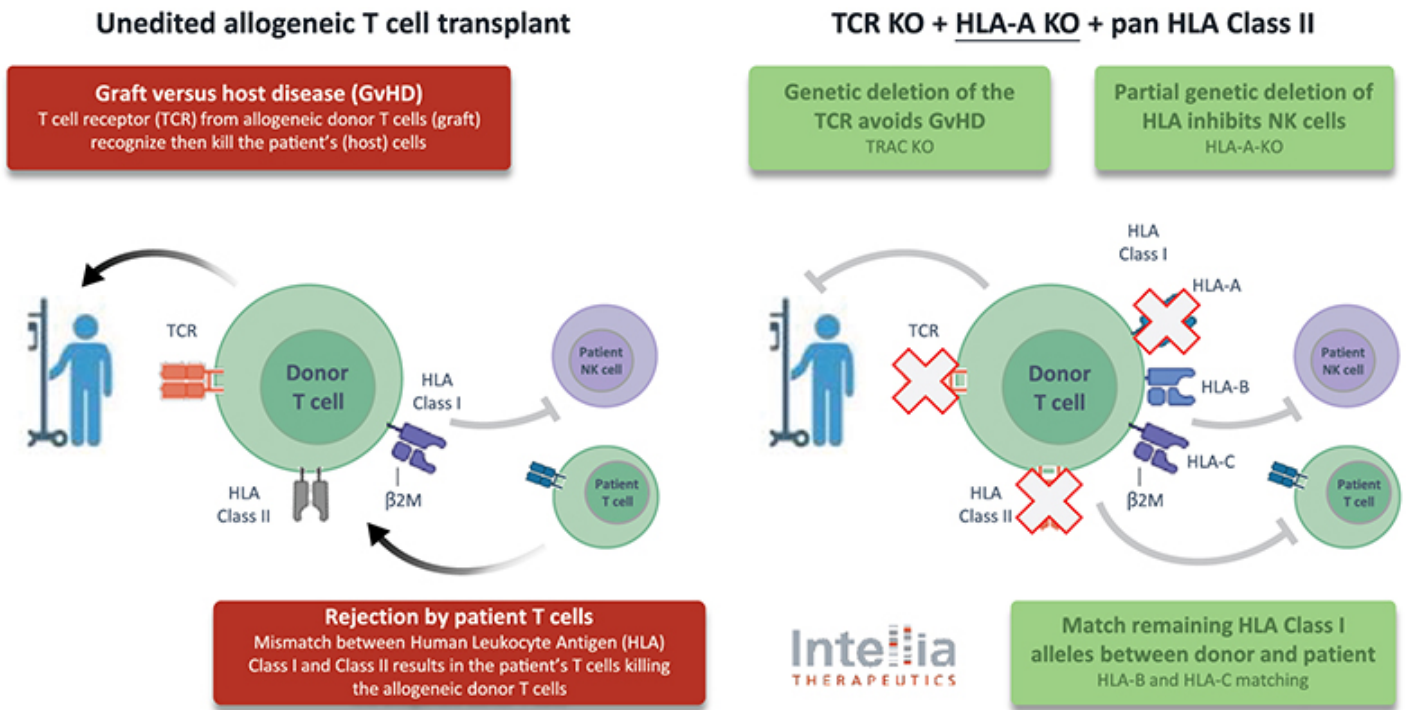 Unedited allogeneic T cell transplant
Graft versus host disease (GvHD)
T cell receptor (TCR) from allogeneic donor T cells (graft)
recognize then kill the patient's (host) cells
TCR
Donor
T cell
HLA
Class I
Patient
NK cell
β2M
HLA
Class II
Patient
T cell
Rejection by patient T cells
Mismatch between Human Leukocyte Antigen (HLA)
Class I and Class II results in the patient's T cells killing
the allogeneic donor T cells
TCR KO + HLA-A KO + pan HLA Class II
Genetic deletion of the
TCR avoids GvHD
TRAC KO
Partial genetic deletion of
HLA inhibits NK cells
HLA-A-KO
HLA
Class I
HLA-A
TCR
Donor
T cell
HLA-B
Patient
NK cell
HLA-C
β2M
HLA
Class II
Patient
T cell
Intellia
THERAPEUTICS
Match remaining HLA Class I
alleles between donor and patient
HLA-B and HLA-C matching